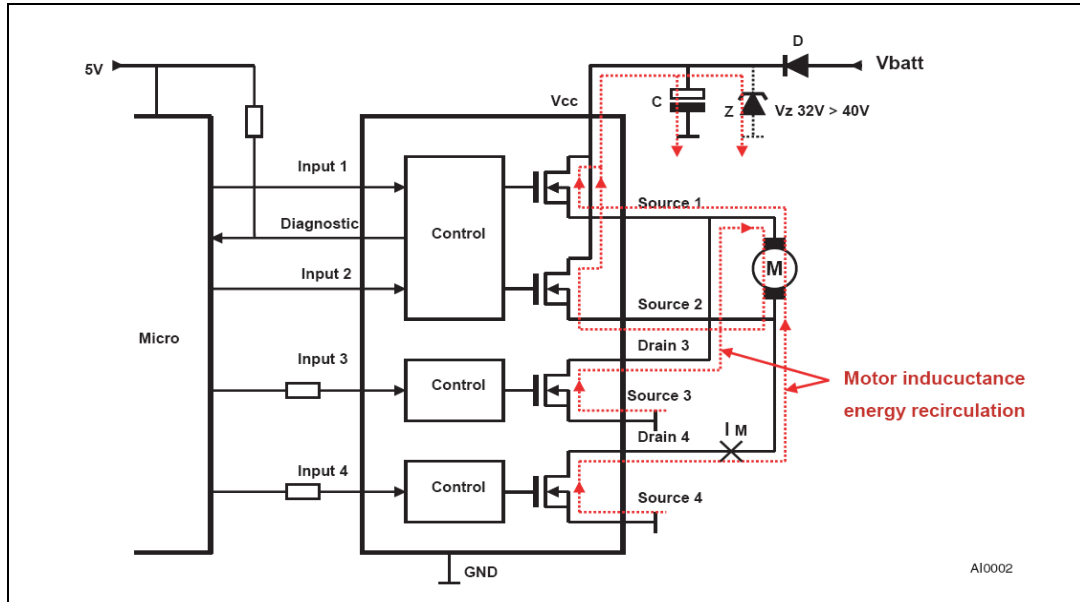 D
Vbatt
5V
C
Z
Vz 32V > 40V
Vcc
Input 1
Source 1
Diagnostic
Control
M
Input 2
Source 2
Micro
Drain 3
Input 3
Control
Source 3
Motor inducuctance
energy recirculation
Drain 4
I M
Input 4
Control
Source 4
GND
AI0002